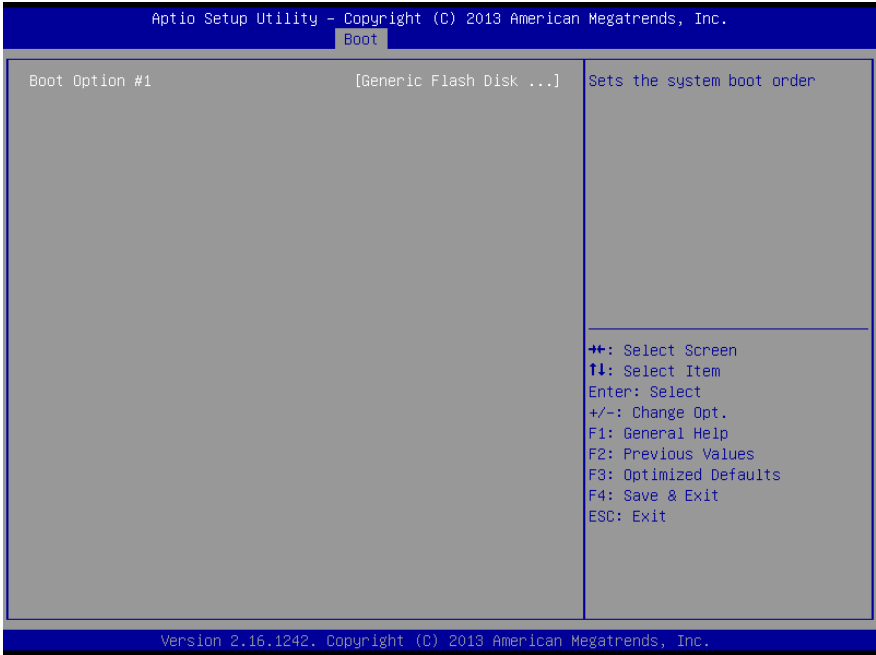 Aptio Setup Utility – Copyright (C) 2013 American Megatrends, Inc.
Boot
Boot Option #1 [Generic Flash Disk ...]
Sets the system boot order
→←: Select Screen
↑↓: Select Item
Enter: Select
+/-: Change Opt.
F1: General Help
F2: Previous Values
F3: Optimized Defaults
F4: Save & Exit
ESC: Exit
Version 2.16.1242. Copyright (C) 2013 American Megatrends, Inc.